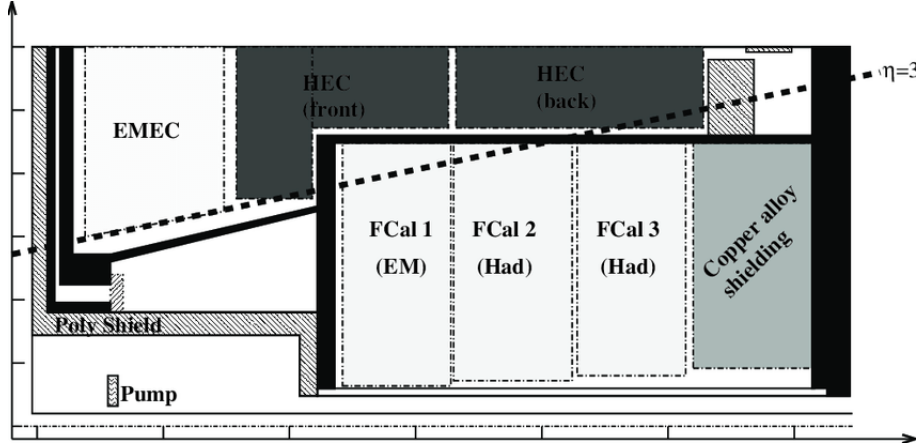 HEC
(front)
HEC
(back)
η=3
EMEC
FCal 1
(EM)
FCal 2
(Had)
FCal 3
(Had)
Copper alloy
shielding
Poly Shield
Pump